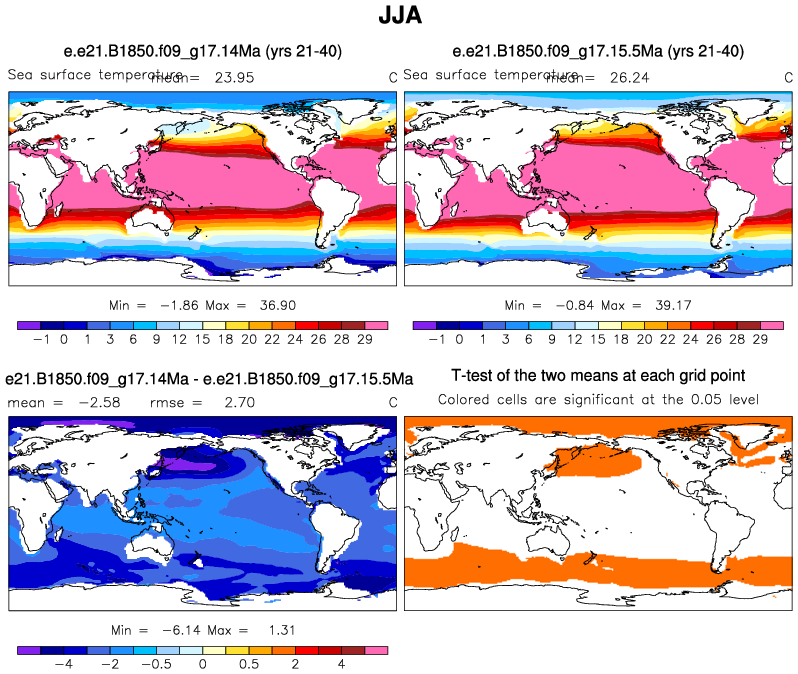 JJA
e.e21.B1850.f09_g17.14Ma (yrs 21-40)
Sea surface temperature mean= 23.95 C
Min = −1.86 Max = 36.90
−1 0 1 3 6 9 12 15 18 20 22 24 26 28 29
e.e21.B1850.f09_g17.15.5Ma (yrs 21-40)
Sea surface temperature mean= 26.24 C
Min = −0.84 Max = 39.17
−1 0 1 3 6 9 12 15 18 20 22 24 26 28 29
e21.B1850.f09_g17.14Ma - e.e21.B1850.f09_g17.15.5Ma
mean = −2.58 rmse = 2.70 C
Min = −6.14 Max = 1.31
−4 −2 −0.5 0 0.5 2 4
T-test of the two means at each grid point
Colored cells are significant at the 0.05 level